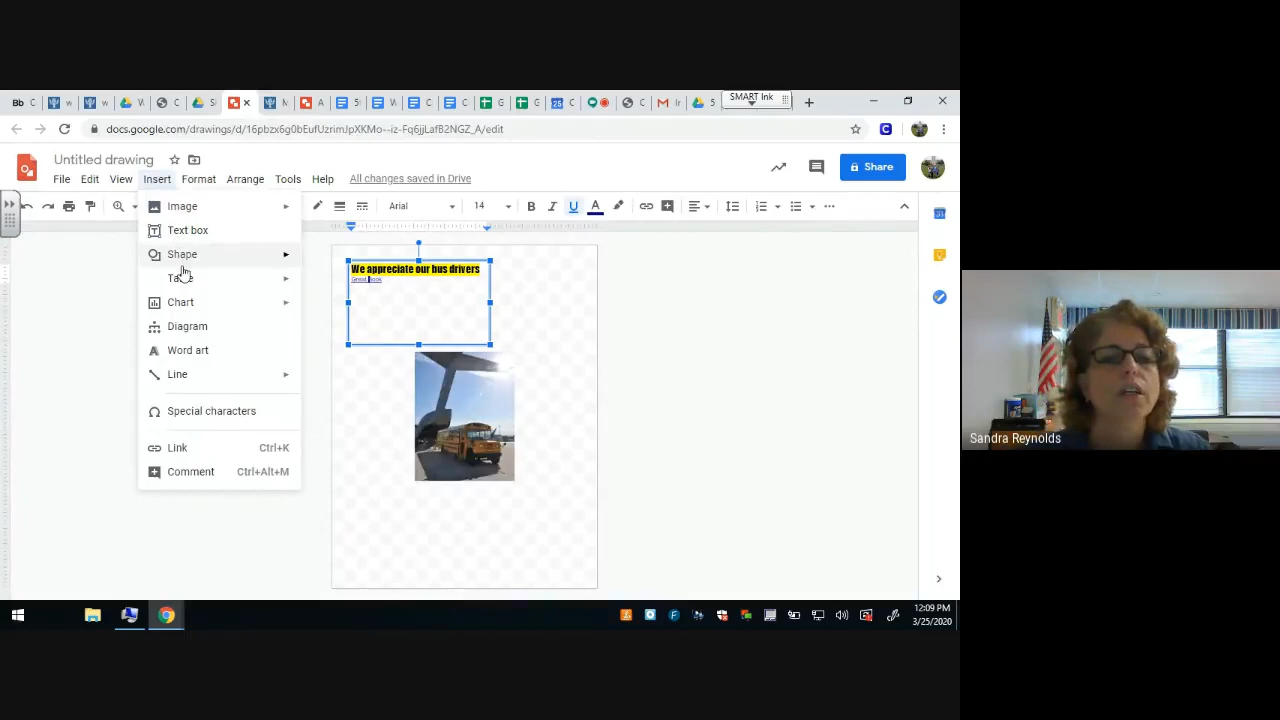 Bb
SMART Ink
docs.google.com/drawings/d/16pbzx6g0bEufUzrimJpXKMo--iz-Fq6jjLafB2NGZ_A/edit
Untitled drawing
File Edit View Insert Format Arrange Tools Help All changes saved in Drive
Share
Arial 14 B I U A
Image
Text box
Shape
Chart
Diagram
Word art
Line
Special characters
Link Ctrl+K
Comment Ctrl+Alt+M
We appreciate our bus drivers
Sandra Reynolds
12:09 PM
3/25/2020